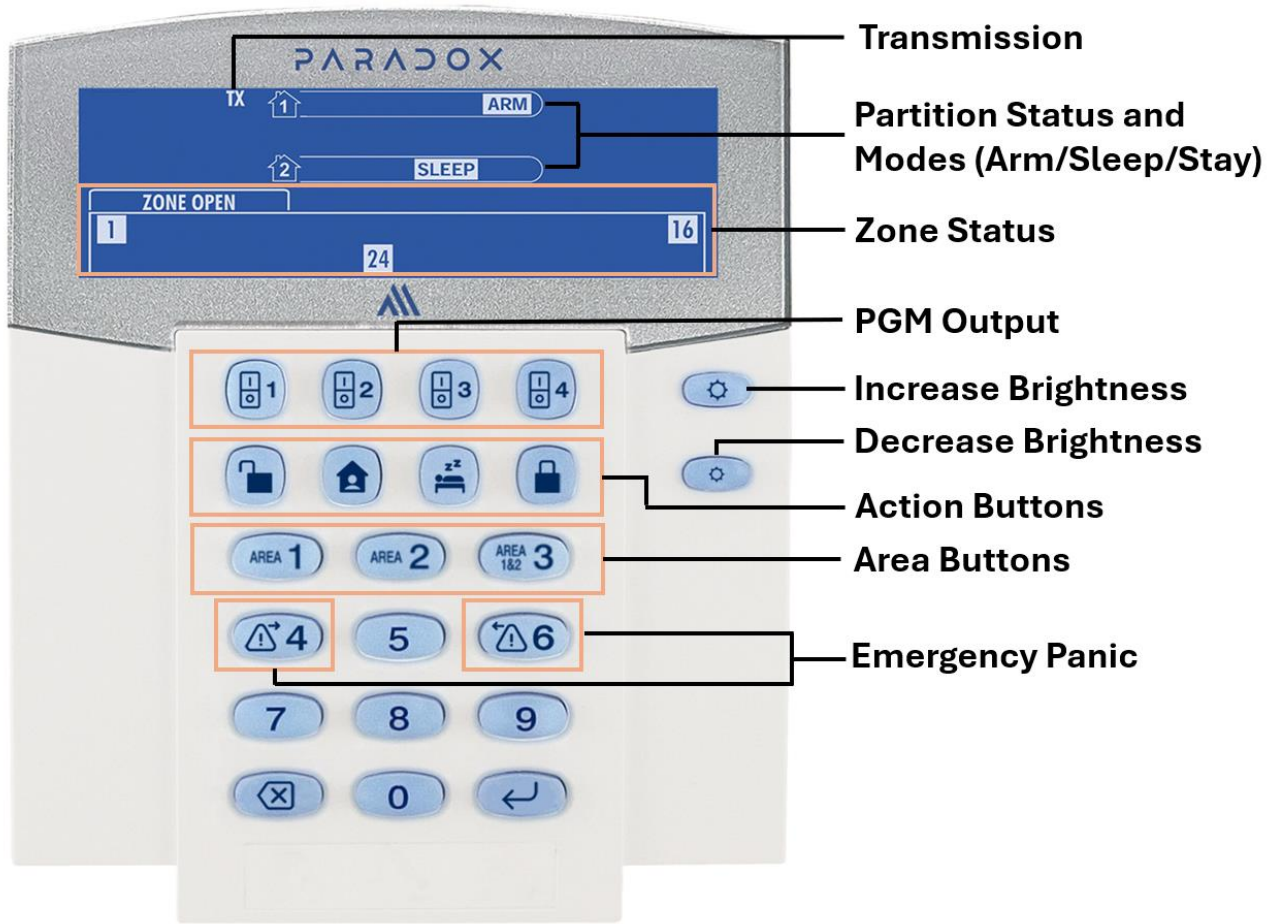 PARADOX
Transmission
TX 1 ARM
Partition Status and
Modes (Arm/Sleep/Stay)
2 SLEEP
ZONE OPEN
1 16
Zone Status
24
PGM Output
1 2 3 4
Increase Brightness
Decrease Brightness
zz
Action Buttons
AREA 1 AREA 2 AREA 1&2 3
Area Buttons
4 5 6
Emergency Panic
7 8 9
0